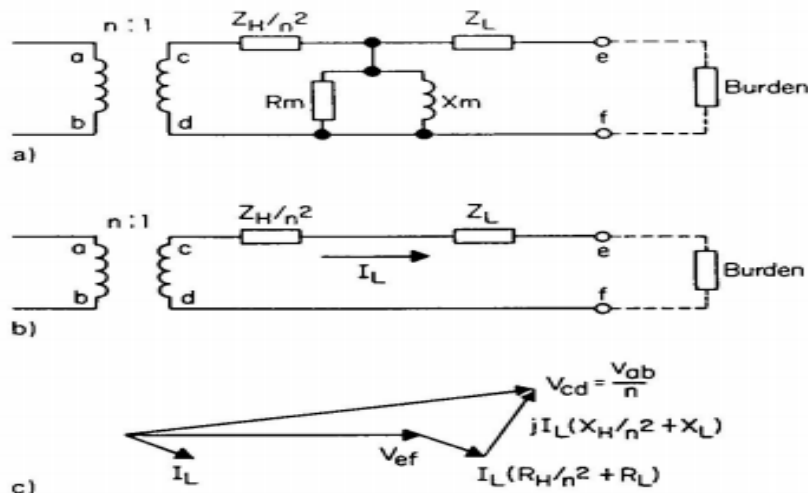 n : 1
Z_H/n²
Z_L
a
c
e
Rm
Xm
Burden
b
d
f
a)
n : 1
Z_H/n²
Z_L
a
c
e
I_L
Burden
b
d
f
b)
V_cd = V_ab/n
jI_L(X_H/n² + X_L)
V_ef
I_L
I_L(R_H/n² + R_L)
c)